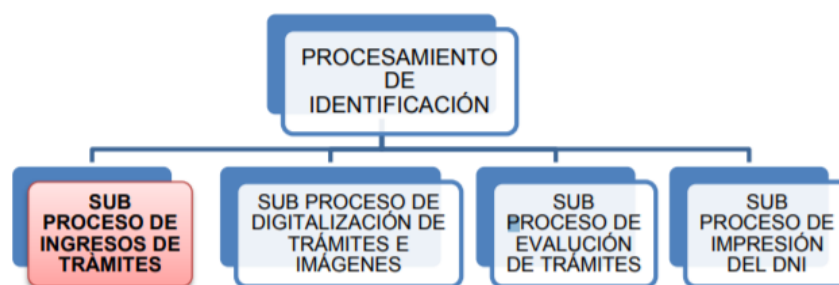 PROCESAMIENTO
DE
IDENTIFICACIÓN
SUB
PROCESO DE
INGRESOS DE
TRÀMITES
SUB PROCESO DE
DIGITALIZACIÓN DE
TRÁMITES E
IMÁGENES
SUB
PROCESO DE
EVALUCIÓN
DE TRÁMITES
SUB
PROCESO DE
IMPRESIÓN
DEL DNI